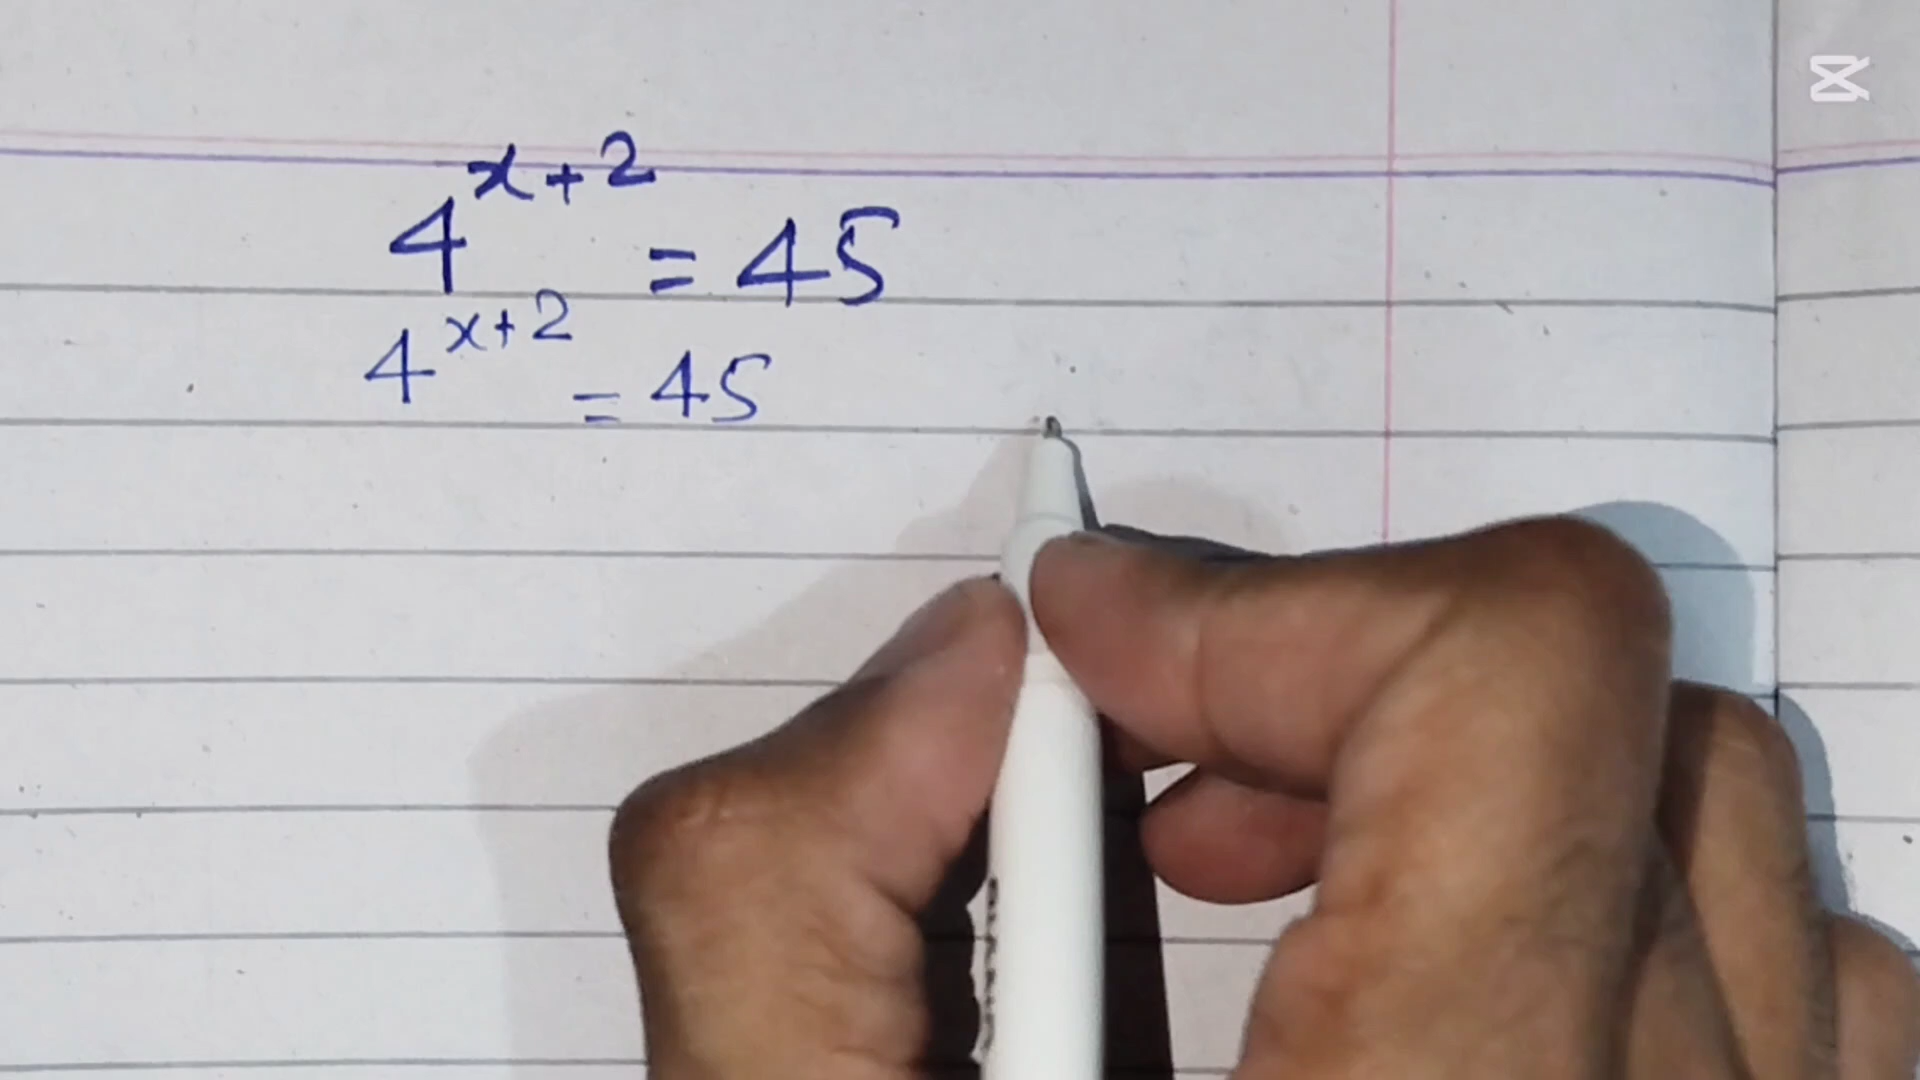 4^{x+2} = 45
4^{x+2} = 45